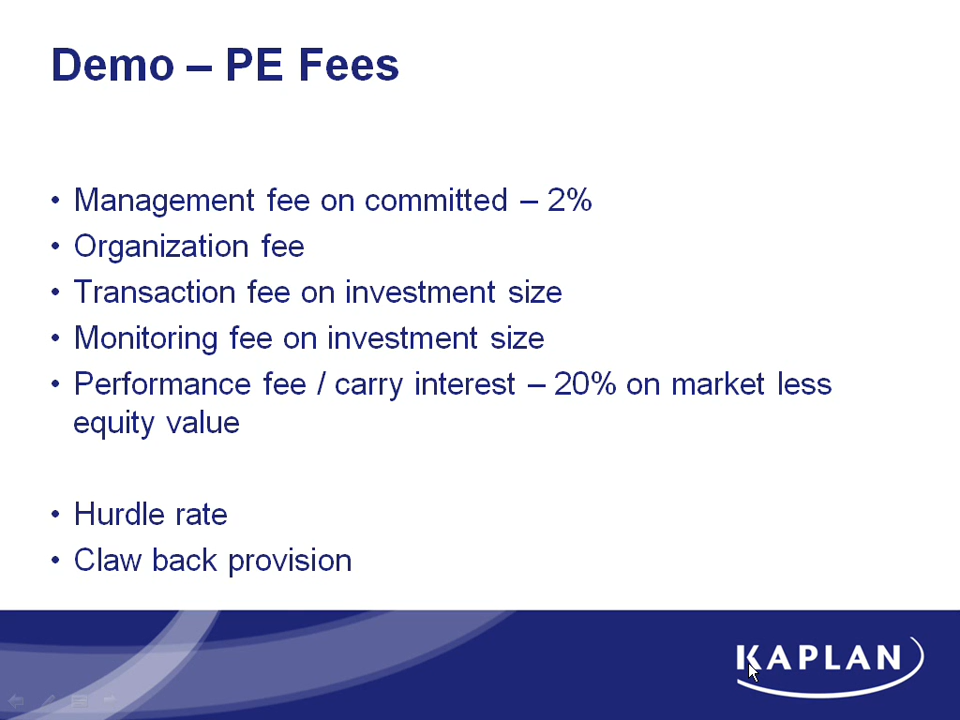 Demo – PE Fees
• Management fee on committed – 2%
• Organization fee
• Transaction fee on investment size
• Monitoring fee on investment size
• Performance fee / carry interest – 20% on market less
equity value
• Hurdle rate
• Claw back provision
KAPLAN